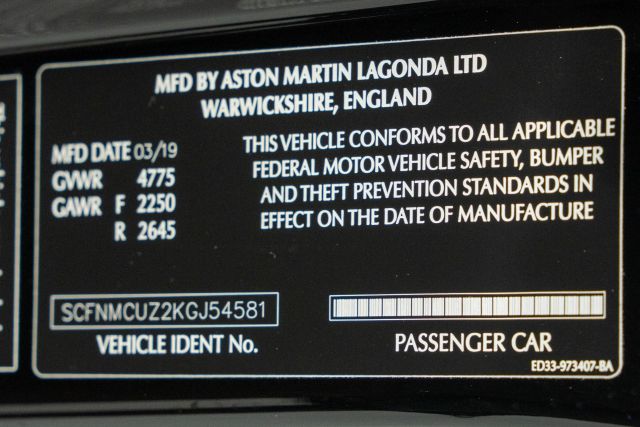 MFD BY ASTON MARTIN LAGONDA LTD
WARWICKSHIRE, ENGLAND
MFD DATE 03/19
GVWR 4775
GAWR F 2250
R 2645
THIS VEHICLE CONFORMS TO ALL APPLICABLE
FEDERAL MOTOR VEHICLE SAFETY, BUMPER
AND THEFT PREVENTION STANDARDS IN
EFFECT ON THE DATE OF MANUFACTURE
SCFNMCUZ2KGJ54581
VEHICLE IDENT No.
PASSENGER CAR
ED33-973407-BA